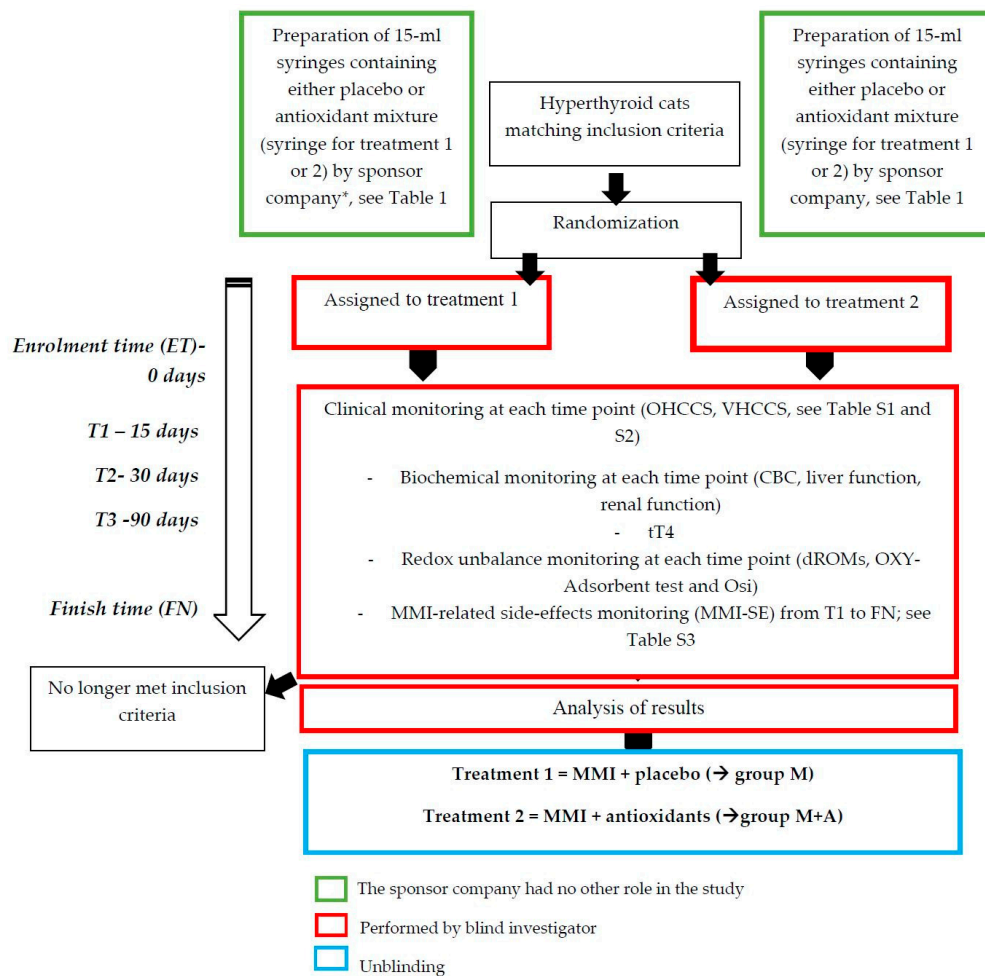 Preparation of 15-ml
syringes containing
either placebo or
antioxidant mixture
(syringe for treatment 1
or 2) by sponsor
company*, see Table 1
Hyperthyroid cats
matching inclusion criteria
Preparation of 15-ml
syringes containing
either placebo or
antioxidant mixture
(syringe for treatment 1
or 2) by sponsor
company, see Table 1
Randomization
Assigned to treatment 1
Assigned to treatment 2
Enrolment time (ET)-
0 days
T1 – 15 days
T2- 30 days
T3 -90 days
Finish time (FN)
Clinical monitoring at each time point (OHCCS, VHCCS, see Table S1 and
S2)
- Biochemical monitoring at each time point (CBC, liver function,
renal function)
- tT4
- Redox unbalance monitoring at each time point (dROMs, OXY-
Adsorbent test and Osi)
- MMI-related side-effects monitoring (MMI-SE) from T1 to FN; see
Table S3
No longer met inclusion
criteria
Analysis of results
Treatment 1 = MMI + placebo (→ group M)
Treatment 2 = MMI + antioxidants (→group M+A)
The sponsor company had no other role in the study
Performed by blind investigator
Unblinding